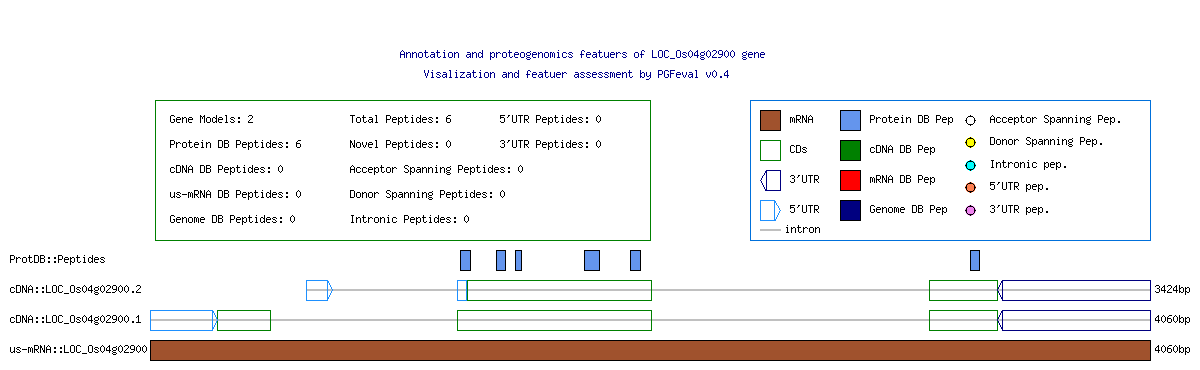 Annotation and proteogenomics featuers of LOC_Os04g02900 gene
Visalization and featuer assessment by PGFeval v0.4
Gene Models: 2 Total Peptides: 6 5'UTR Peptides: 0
Protein DB Peptides: 6 Novel Peptides: 0 3'UTR Peptides: 0
cDNA DB Peptides: 0 Acceptor Spanning Peptides: 0
us-mRNA DB Peptides: 0 Donor Spanning Peptides: 0
Genome DB Peptides: 0 Intronic Peptides: 0
mRNA Protein DB Pep Acceptor Spanning Pep.
CDs cDNA DB Pep Donor Spanning Pep.
3'UTR mRNA DB Pep Intronic pep.
5'UTR Genome DB Pep 5'UTR pep.
intron 3'UTR pep.
ProtDB::Peptides
cDNA::LOC_Os04g02900.2 3424bp
cDNA::LOC_Os04g02900.1 4060bp
us-mRNA::LOC_Os04g02900 4060bp